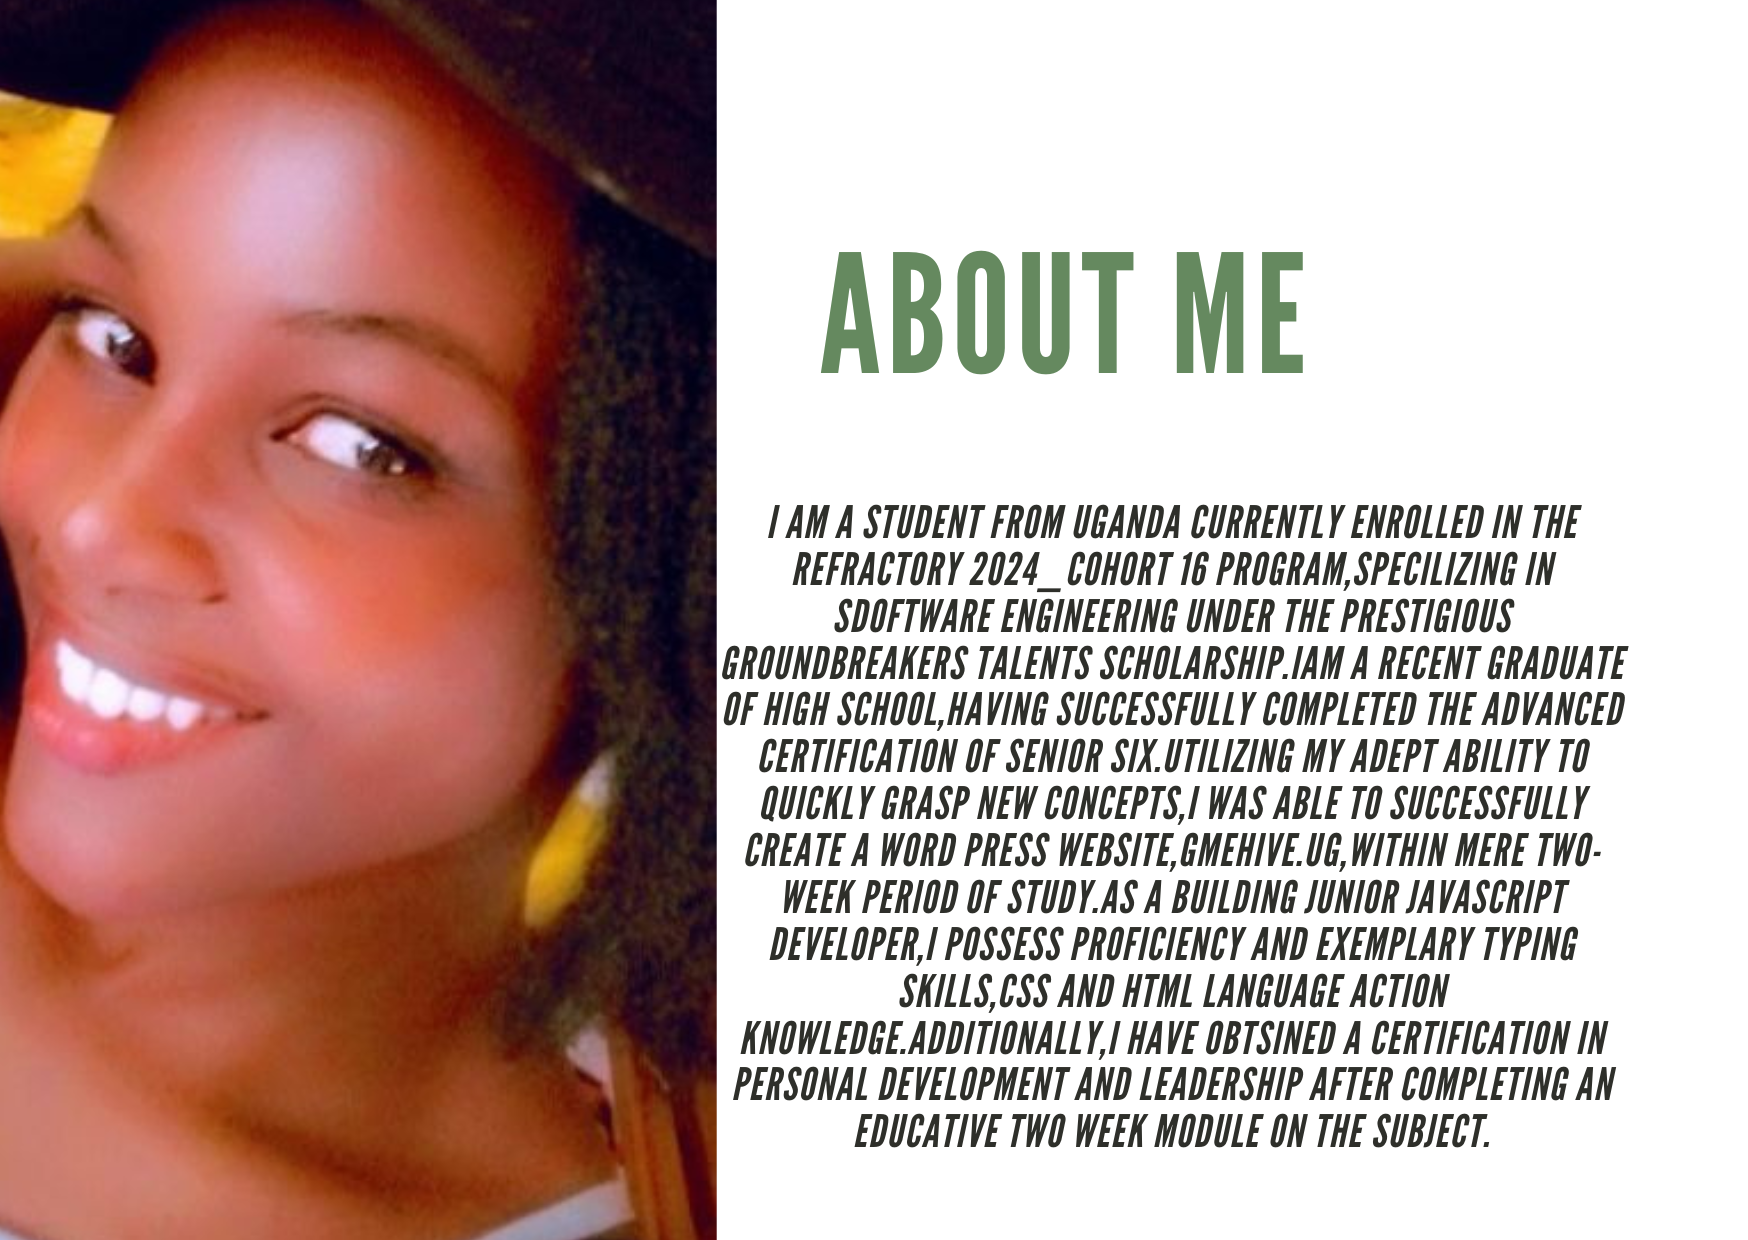 ABOUT ME
I AM A STUDENT FROM UGANDA CURRENTLY ENROLLED IN THE
REFRACTORY 2024_COHORT 16 PROGRAM,SPECILIZING IN
SDOFTWARE ENGINEERING UNDER THE PRESTIGIOUS
GROUNDBREAKERS TALENTS SCHOLARSHIP.IAM A RECENT GRADUATE
OF HIGH SCHOOL,HAVING SUCCESSFULLY COMPLETED THE ADVANCED
CERTIFICATION OF SENIOR SIX.UTILIZING MY ADEPT ABILITY TO
QUICKLY GRASP NEW CONCEPTS,I WAS ABLE TO SUCCESSFULLY
CREATE A WORD PRESS WEBSITE,GMEHIVE.UG,WITHIN MERE TWO-
WEEK PERIOD OF STUDY.AS A BUILDING JUNIOR JAVASCRIPT
DEVELOPER,I POSSESS PROFICIENCY AND EXEMPLARY TYPING
SKILLS,CSS AND HTML LANGUAGE ACTION
KNOWLEDGE.ADDITIONALLY,I HAVE OBTSINED A CERTIFICATION IN
PERSONAL DEVELOPMENT AND LEADERSHIP AFTER COMPLETING AN
EDUCATIVE TWO WEEK MODULE ON THE SUBJECT.